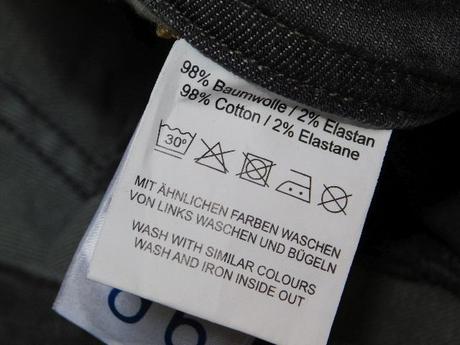 98% Baumwolle / 2% Elastan
98% Cotton / 2% Elastane
30°
MIT ÄHNLICHEN FARBEN WASCHEN
VON LINKS WASCHEN UND BÜGELN
WASH WITH SIMILAR COLOURS
WASH AND IRON INSIDE OUT